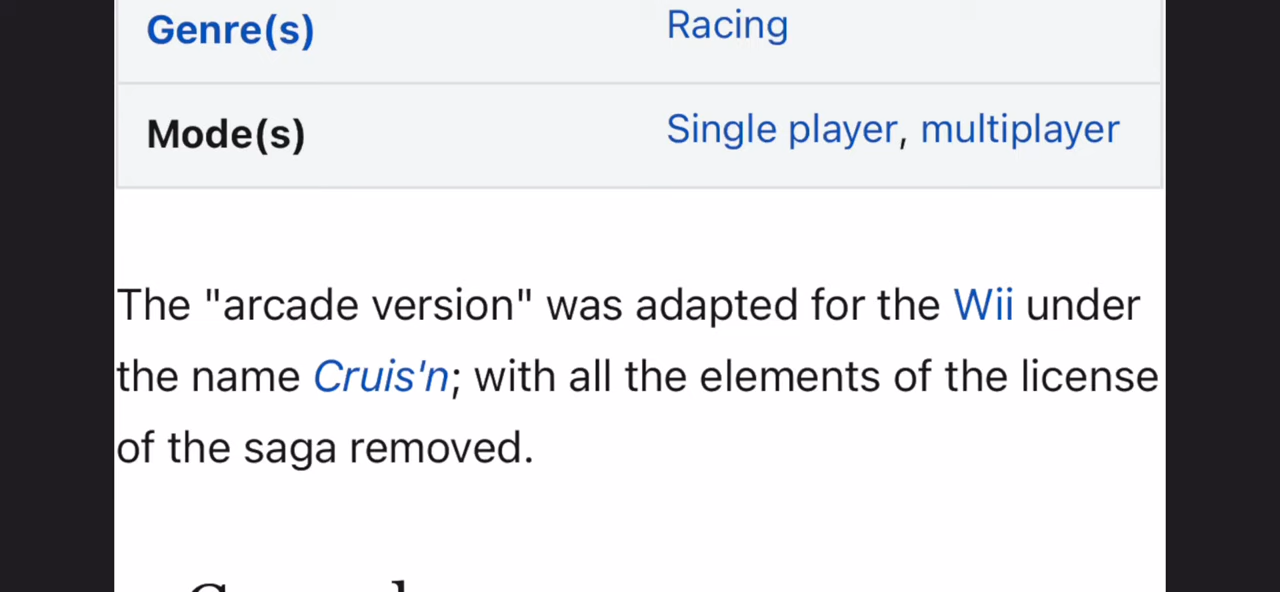 Genre(s) Racing
Mode(s) Single player, multiplayer
The "arcade version" was adapted for the Wii under
the name Cruis'n; with all the elements of the license
of the saga removed.